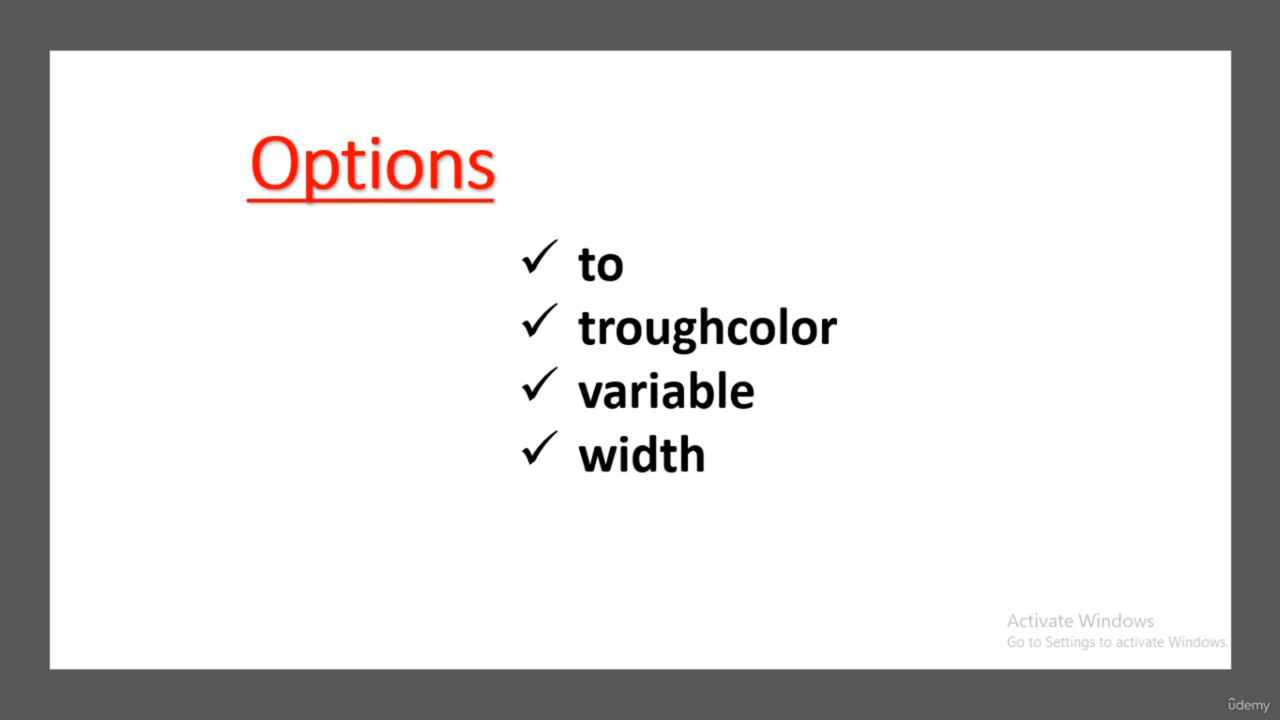 Options
✓ to
✓ troughcolor
✓ variable
✓ width
Activate Windows
Go to Settings to activate Windows.
ûdemy